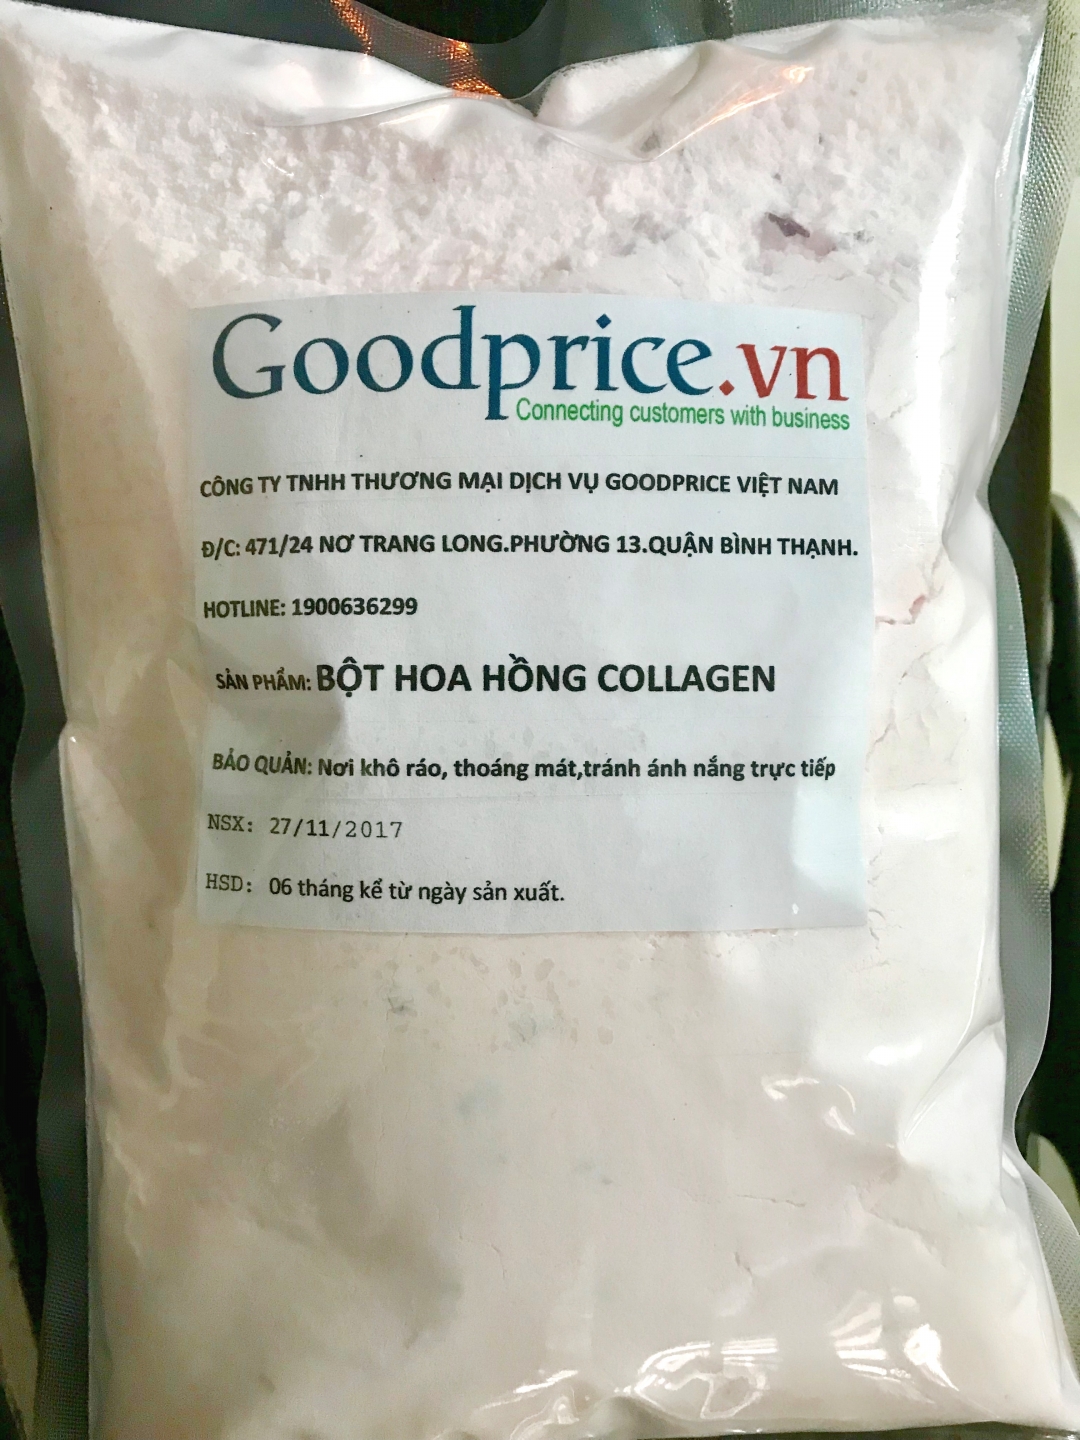 Goodprice.vn
Connecting customers with business
CÔNG TY TNHH THƯƠNG MẠI DỊCH VỤ GOODPRICE VIỆT NAM
Đ/C: 471/24 NƠ TRANG LONG.PHƯỜNG 13.QUẬN BÌNH THẠNH.
HOTLINE: 1900636299
SẢN PHẨM: BỘT HOA HỒNG COLLAGEN
BẢO QUẢN: Nơi khô ráo, thoáng mát,tránh ánh nắng trực tiếp
NSX: 27/11/2017
HSD: 06 tháng kể từ ngày sản xuất.